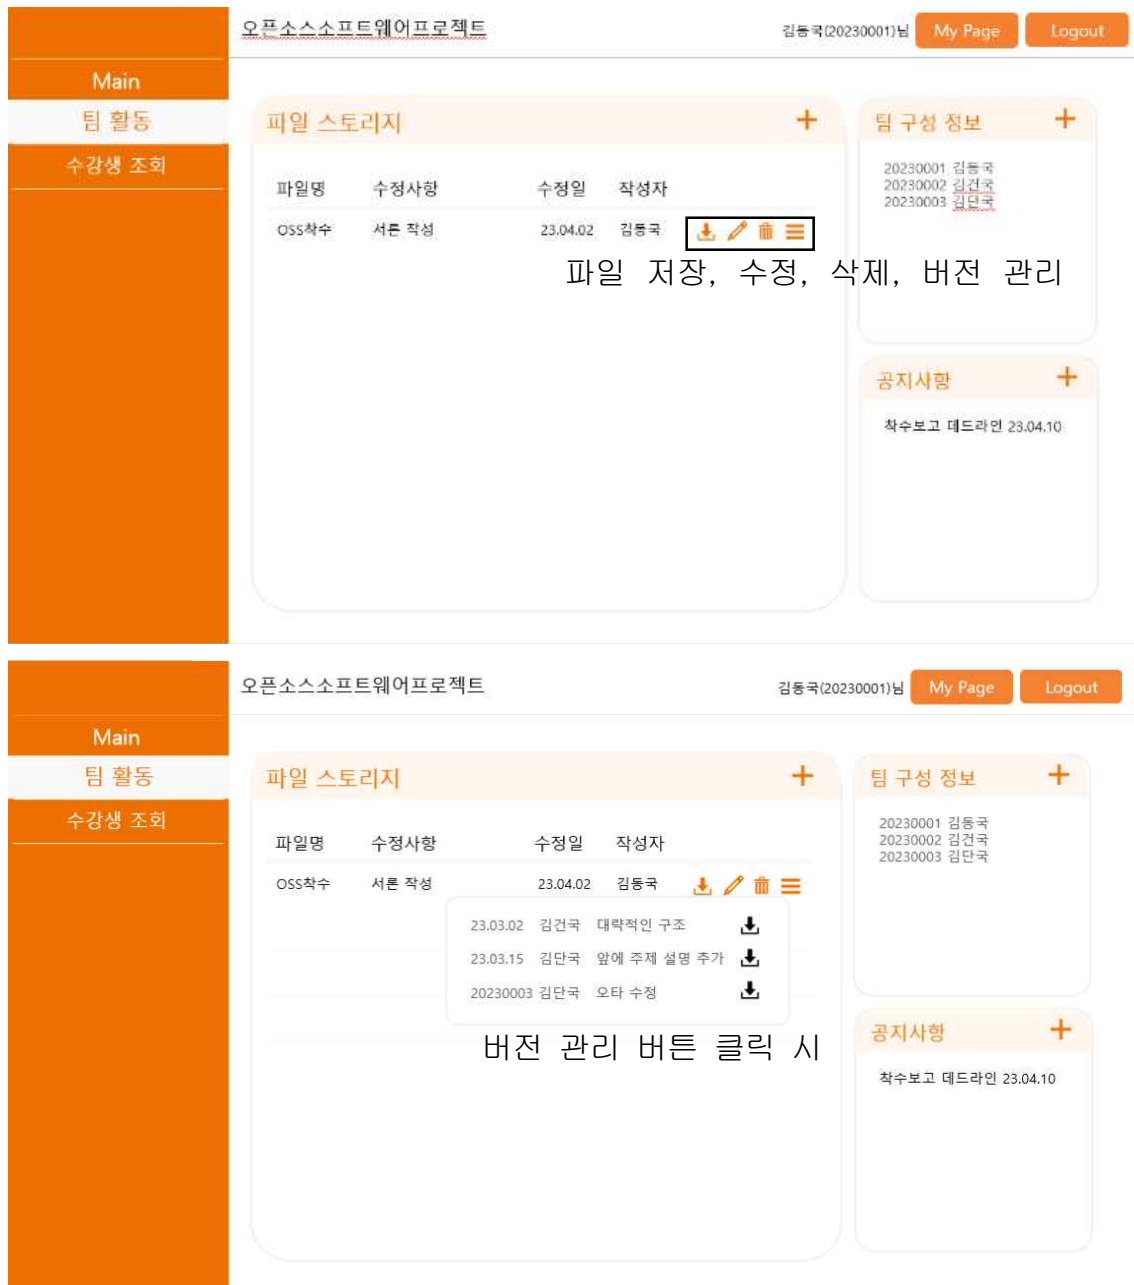 오픈소스소프트웨어프로젝트
김동국(20230001)님
My Page
Logout
Main
팀 활동
수강생 조회
파일 스토리지
파일명 수정사항 수정일 작성자
OSS착수 서론 작성 23.04.02 김동국
파일 저장, 수정, 삭제, 버전 관리
팀 구성 정보
20230001 김동국
20230002 김건국
20230003 김단국
공지사항
착수보고 데드라인 23.04.10
오픈소스소프트웨어프로젝트
김동국(20230001)님
My Page
Logout
Main
팀 활동
수강생 조회
파일 스토리지
파일명 수정사항 수정일 작성자
OSS착수 서론 작성 23.04.02 김동국
23.03.02 김건국 대략적인 구조
23.03.15 김단국 앞에 주제 설명 추가
20230003 김단국 오타 수정
버전 관리 버튼 클릭 시
팀 구성 정보
20230001 김동국
20230002 김건국
20230003 김단국
공지사항
착수보고 데드라인 23.04.10